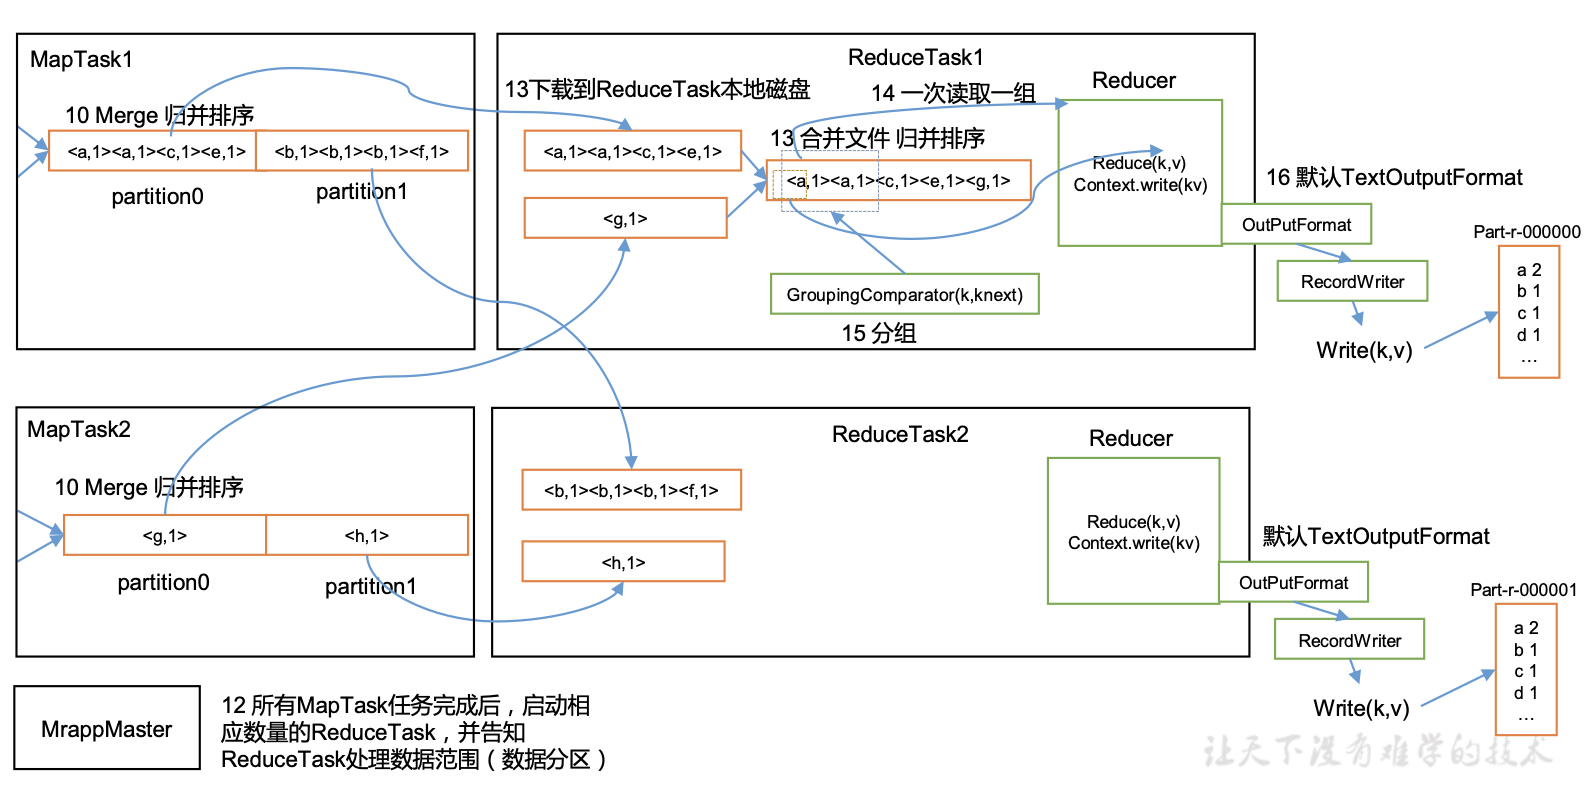 MapTask1
10 Merge 归并排序
<a,1><a,1><c,1><e,1>
<b,1><b,1><b,1><f,1>
partition0
partition1
ReduceTask1
13下载到ReduceTask本地磁盘
<a,1><a,1><c,1><e,1>
<g,1>
13 合并文件 归并排序
<a,1><a,1><c,1><e,1><g,1>
14 一次读取一组
GroupingComparator(k,knext)
15 分组
Reducer
Reduce(k,v)
Context.write(kv)
16 默认TextOutputFormat
OutPutFormat
RecordWriter
Write(k,v)
Part-r-000000
a 2
b 1
c 1
d 1
...
MapTask2
10 Merge 归并排序
<g,1>
<h,1>
partition0
partition1
ReduceTask2
<b,1><b,1><b,1><f,1>
<h,1>
Reducer
Reduce(k,v)
Context.write(kv)
默认TextOutputFormat
OutPutFormat
RecordWriter
Write(k,v)
Part-r-000001
a 2
b 1
c 1
d 1
...
MrappMaster
12 所有MapTask任务完成后，启动相
应数量的ReduceTask，并告知
ReduceTask处理数据范围（数据分区）
让天下没有难学的技术